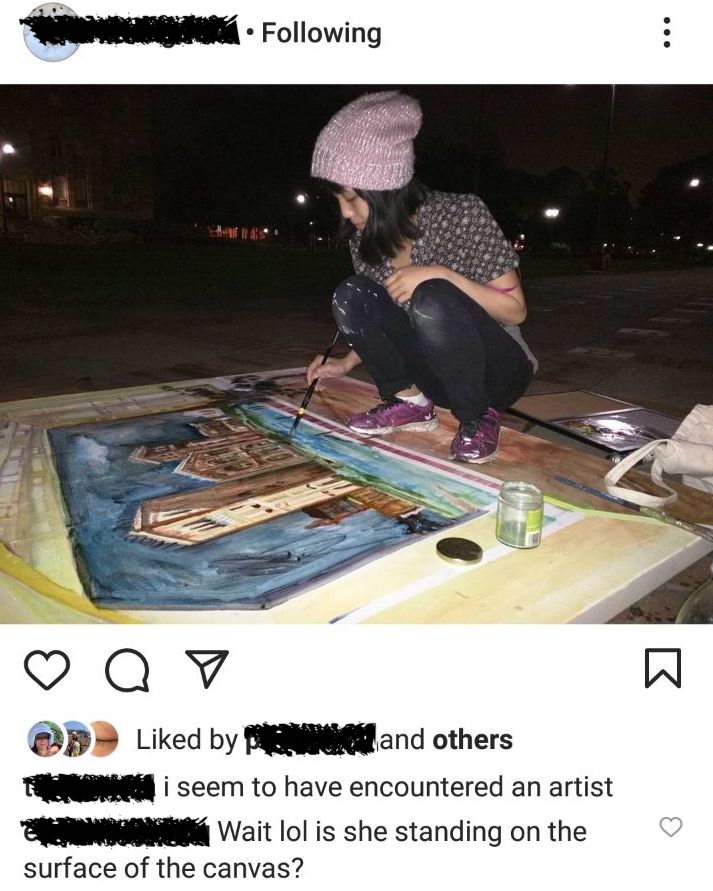 • Following
Liked by p and others
t i seem to have encountered an artist
Wait lol is she standing on the
surface of the canvas?